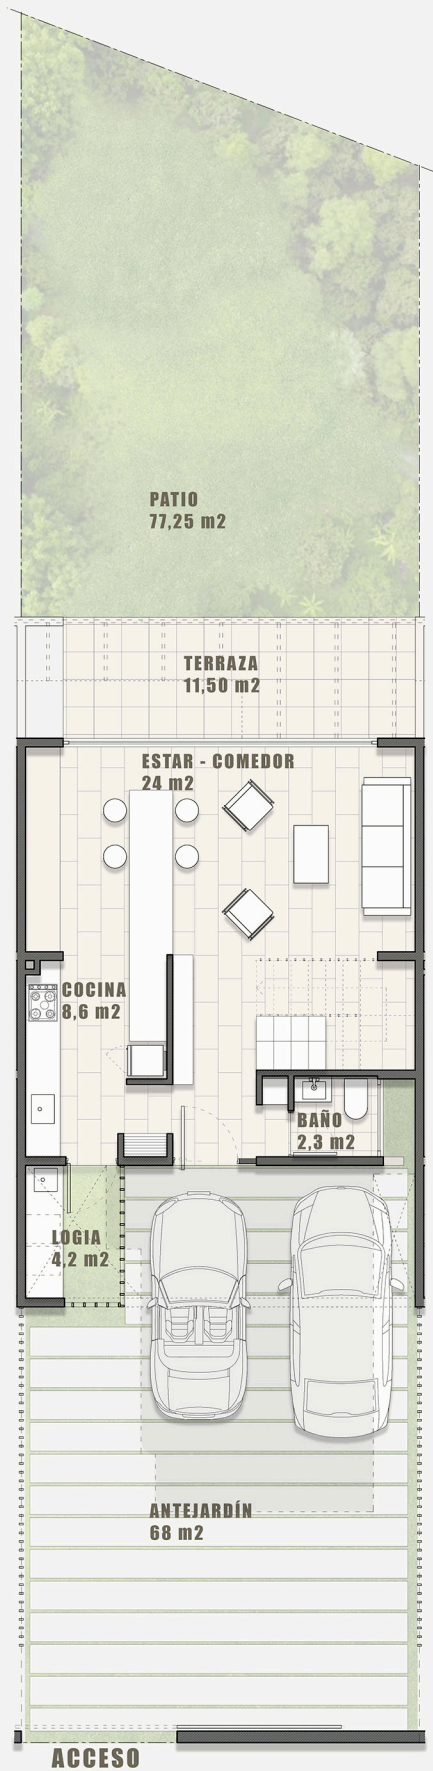 PATIO
77,25 m2
TERRAZA
11,50 m2
ESTAR - COMEDOR
24 m2
COCINA
8,6 m2
BAÑO
2,3 m2
LOGIA
4,2 m2
ANTEJARDÍN
68 m2
ACCESO